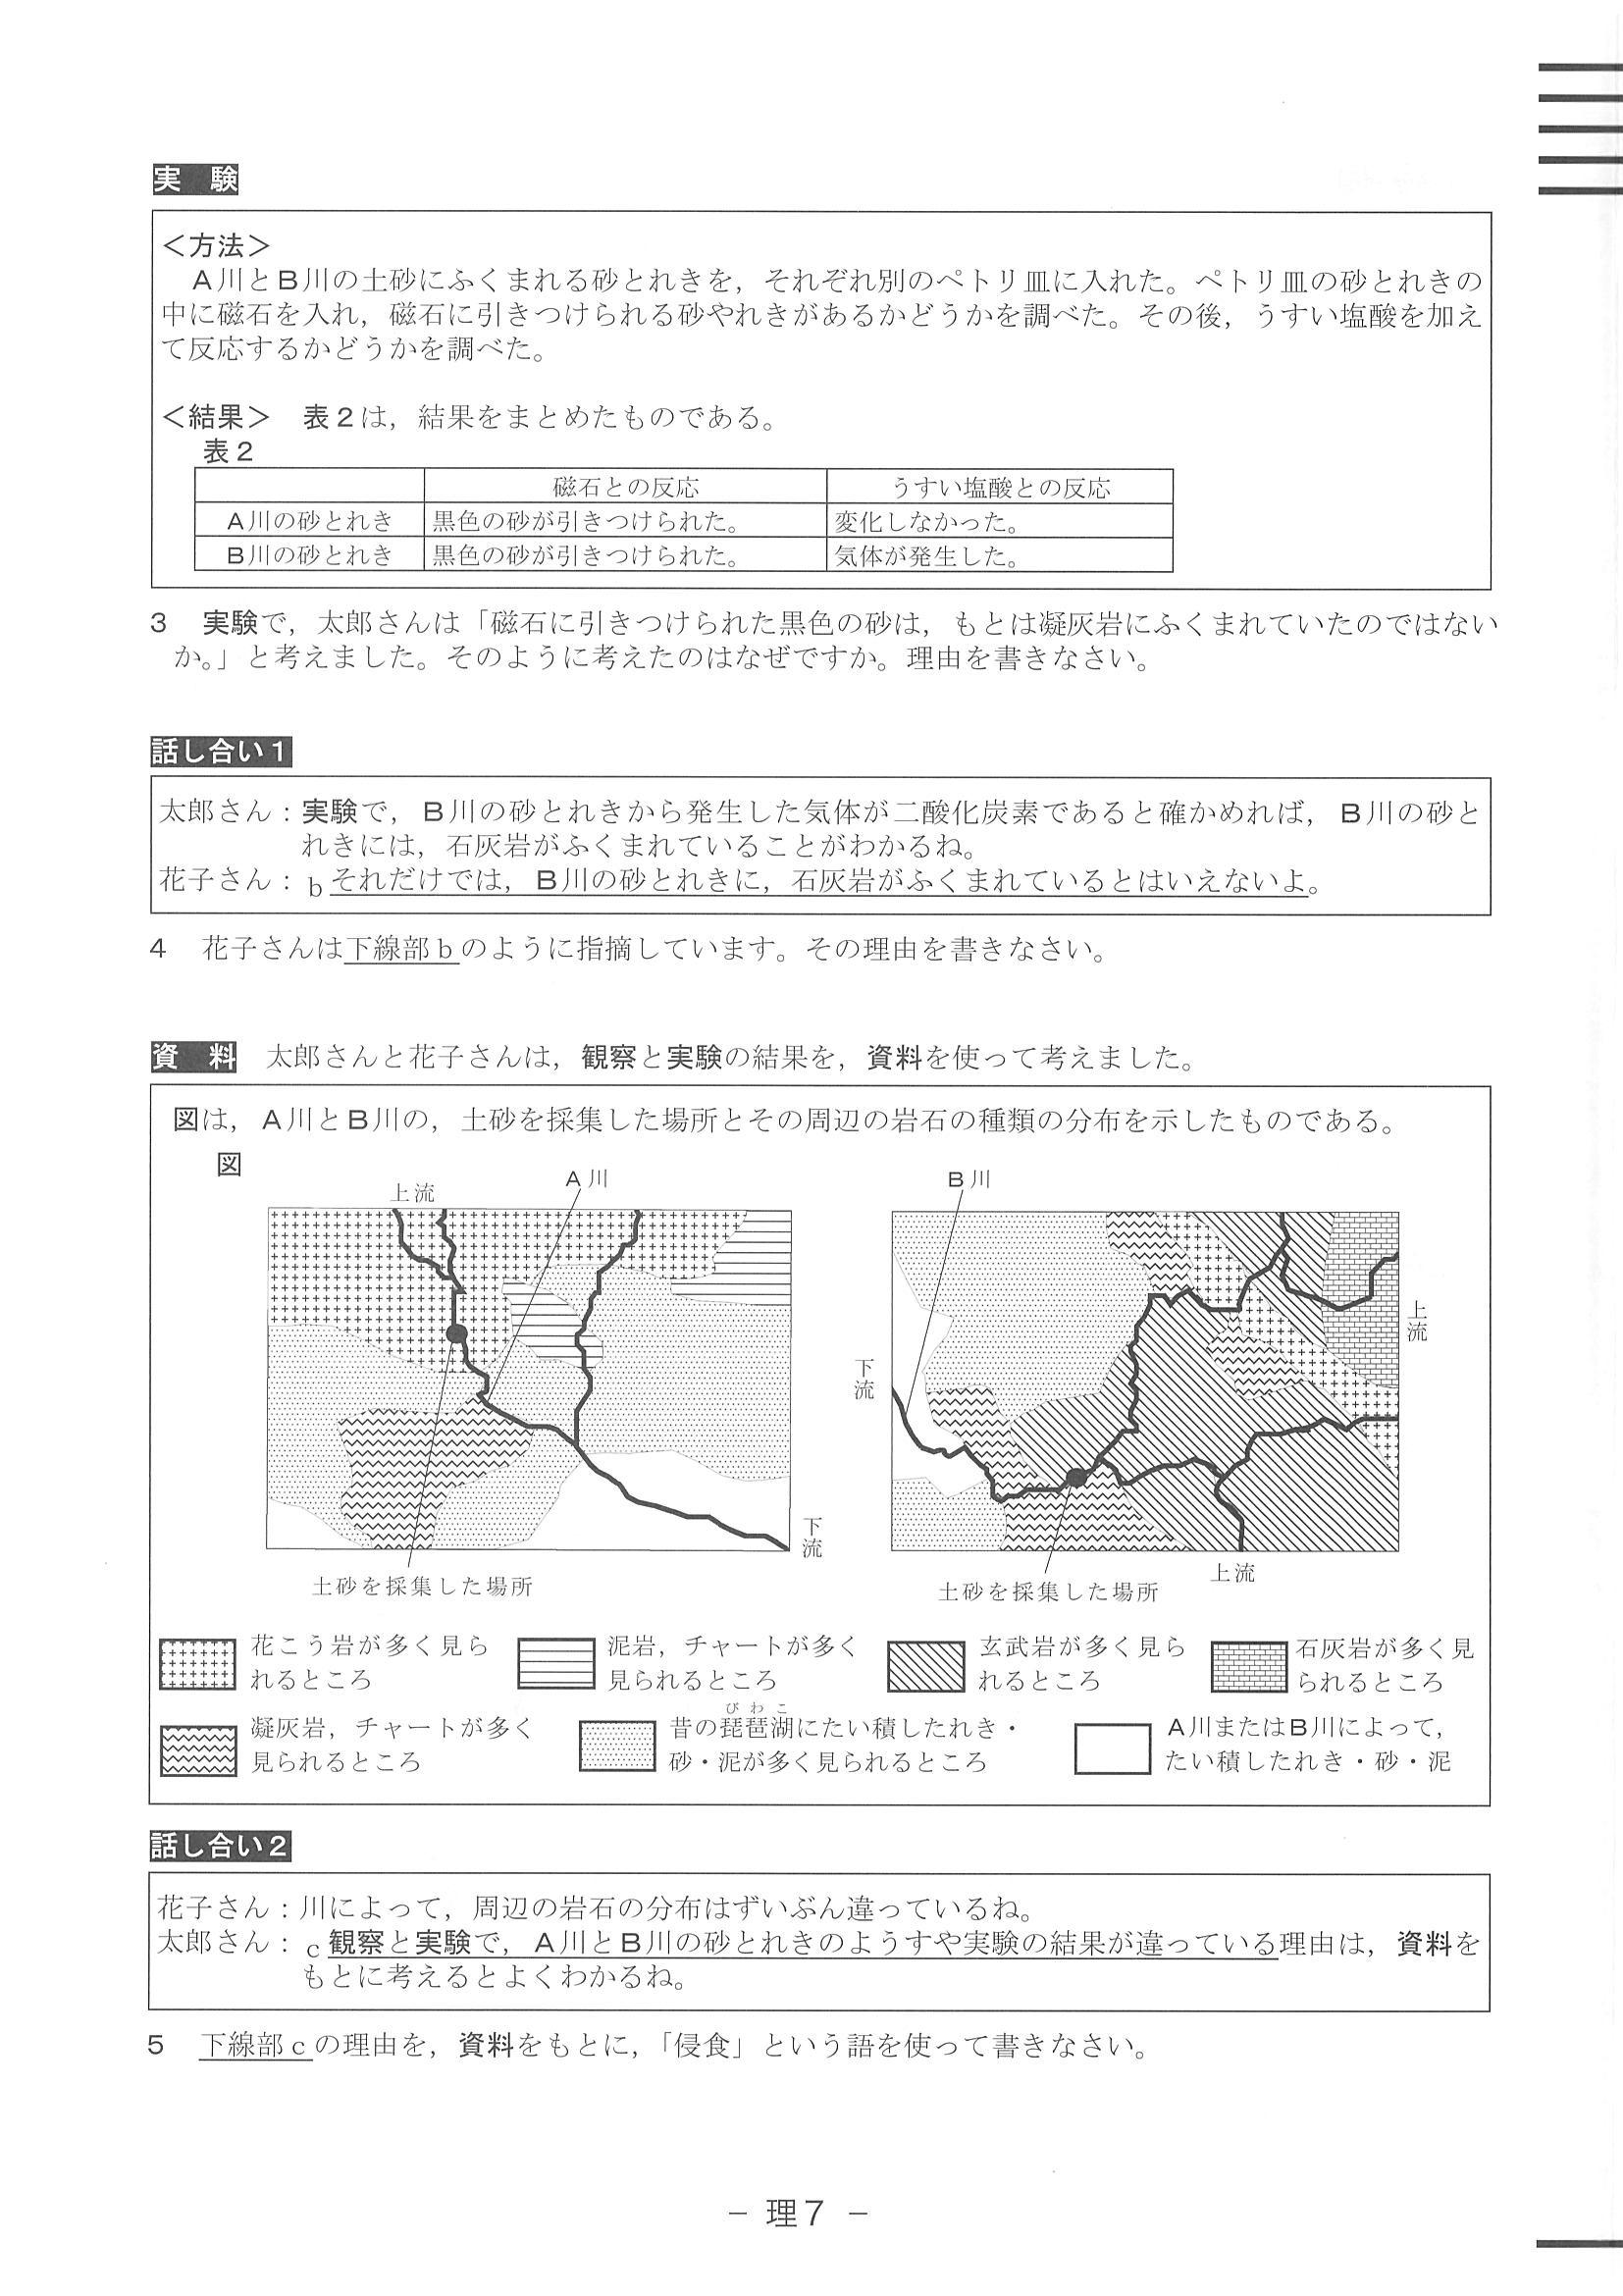 実　験
＜方法＞
　A川とB川の土砂にふくまれる砂とれきを，それぞれ別のペトリ皿に入れた。ペトリ皿の砂とれきの
中に磁石を入れ，磁石に引きつけられる砂やれきがあるかどうかを調べた。その後，うすい塩酸を加え
て反応するかどうかを調べた。
＜結果＞　表2は，結果をまとめたものである。
表2
磁石との反応　うすい塩酸との反応
A川の砂とれき　黒色の砂が引きつけられた。　変化しなかった。
B川の砂とれき　黒色の砂が引きつけられた。　気体が発生した。
3　実験で，太郎さんは「磁石に引きつけられた黒色の砂は，もとは凝灰岩にふくまれていたのではない
か。」と考えました。そのように考えたのはなぜですか。理由を書きなさい。
話し合い1
太郎さん：実験で，B川の砂とれきから発生した気体が二酸化炭素であると確かめれば，B川の砂と
れきには，石灰岩がふくまれていることがわかるね。
花子さん：bそれだけでは，B川の砂とれきに，石灰岩がふくまれているとはいえないよ。
4　花子さんは下線部bのように指摘しています。その理由を書きなさい。
資　料　太郎さんと花子さんは，観察と実験の結果を，資料を使って考えました。
図は，A川とB川の，土砂を採集した場所とその周辺の岩石の種類の分布を示したものである。
図
上流
A川
下流
土砂を採集した場所
B川
上流
下流
上流
土砂を採集した場所
花こう岩が多く見ら
れるところ
泥岩，チャートが多く
見られるところ
玄武岩が多く見ら
れるところ
石灰岩が多く見
られるところ
凝灰岩，チャートが多く
見られるところ
びわこ
昔の琵琶湖にたい積したれき・
砂・泥が多く見られるところ
A川またはB川によって，
たい積したれき・砂・泥
話し合い2
花子さん：川によって，周辺の岩石の分布はずいぶん違っているね。
太郎さん：c観察と実験で，A川とB川の砂とれきのようすや実験の結果が違っている理由は，資料を
もとに考えるとよくわかるね。
5　下線部cの理由を，資料をもとに，「侵食」という語を使って書きなさい。
－ 理7 －